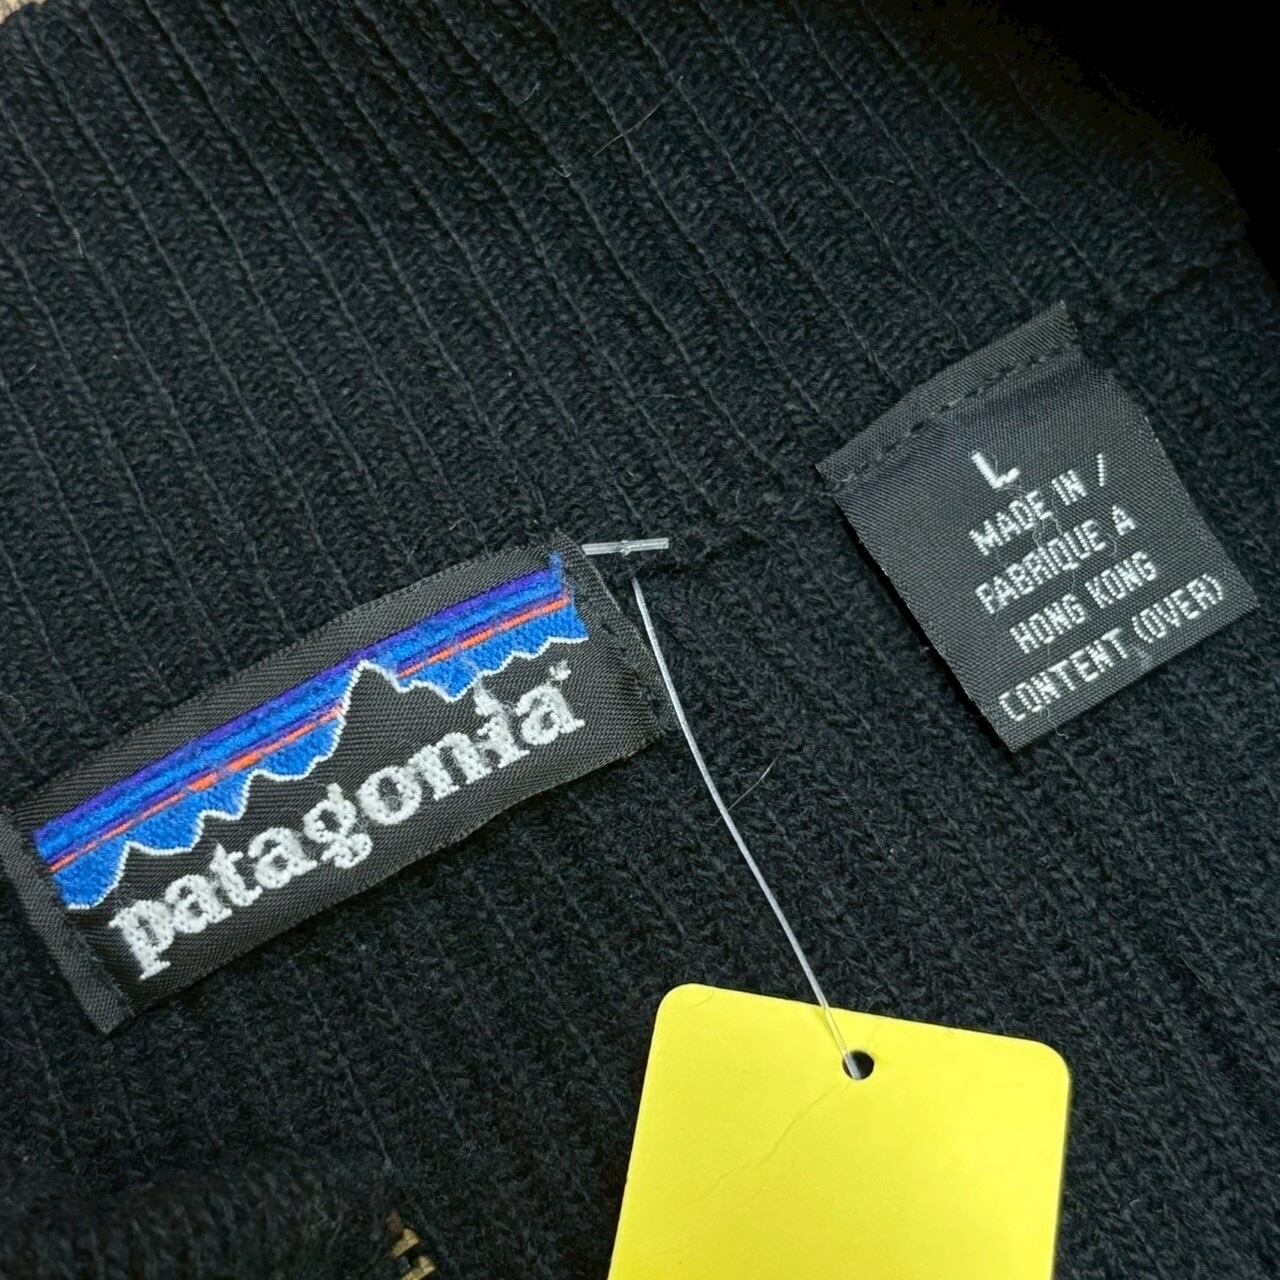 patagonia
L
MADE IN /
FABRIQUE A
HONG KONG
CONTENT (OVER)